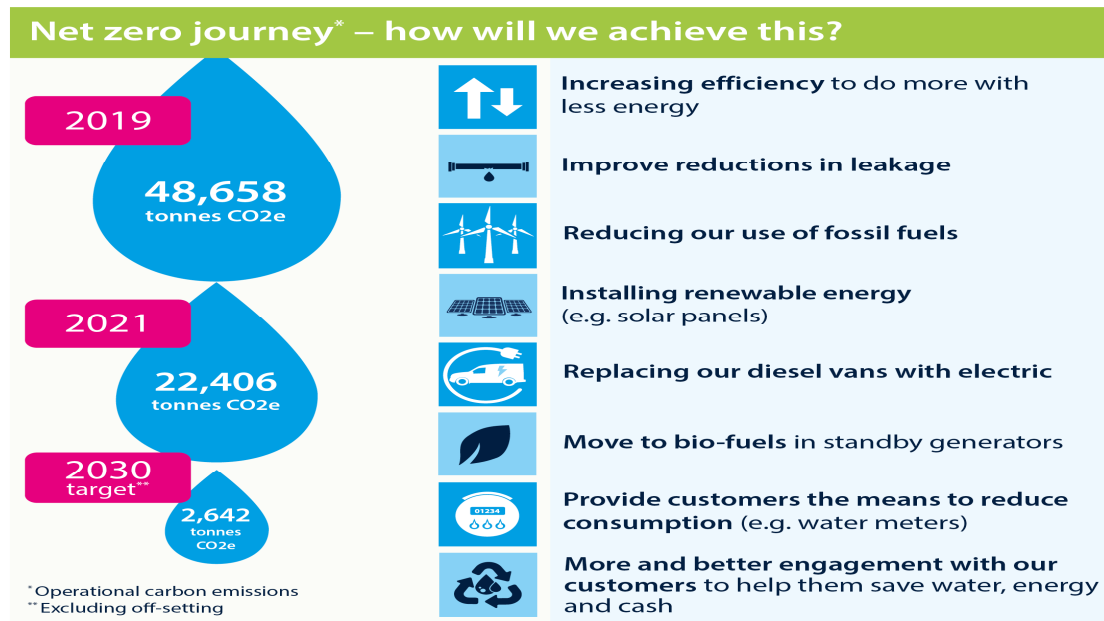 Net zero journey* – how will we achieve this?
2019
48,658
tonnes CO2e
2021
22,406
tonnes CO2e
2030
target**
2,642
tonnes
CO2e
*Operational carbon emissions
**Excluding off-setting
Increasing efficiency to do more with
less energy
Improve reductions in leakage
Reducing our use of fossil fuels
Installing renewable energy
(e.g. solar panels)
Replacing our diesel vans with electric
Move to bio-fuels in standby generators
01234
Provide customers the means to reduce
consumption (e.g. water meters)
More and better engagement with our
customers to help them save water, energy
and cash